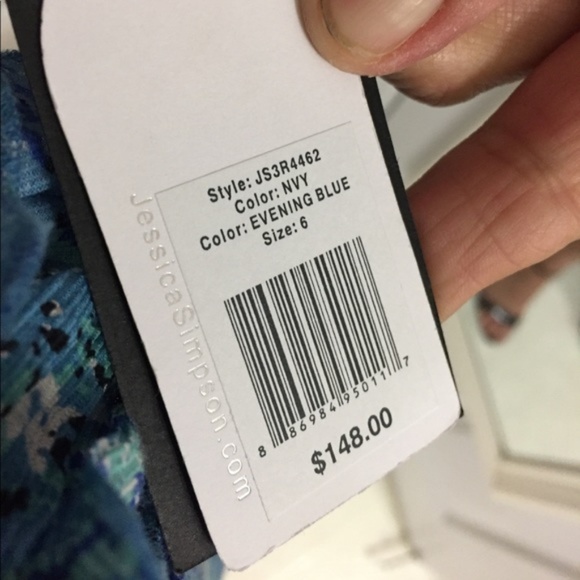 Style: JS3R4462
Color: NVY
Color: EVENING BLUE
Size: 6
8 86984 95011 7
$148.00
JessicaSimpson.com